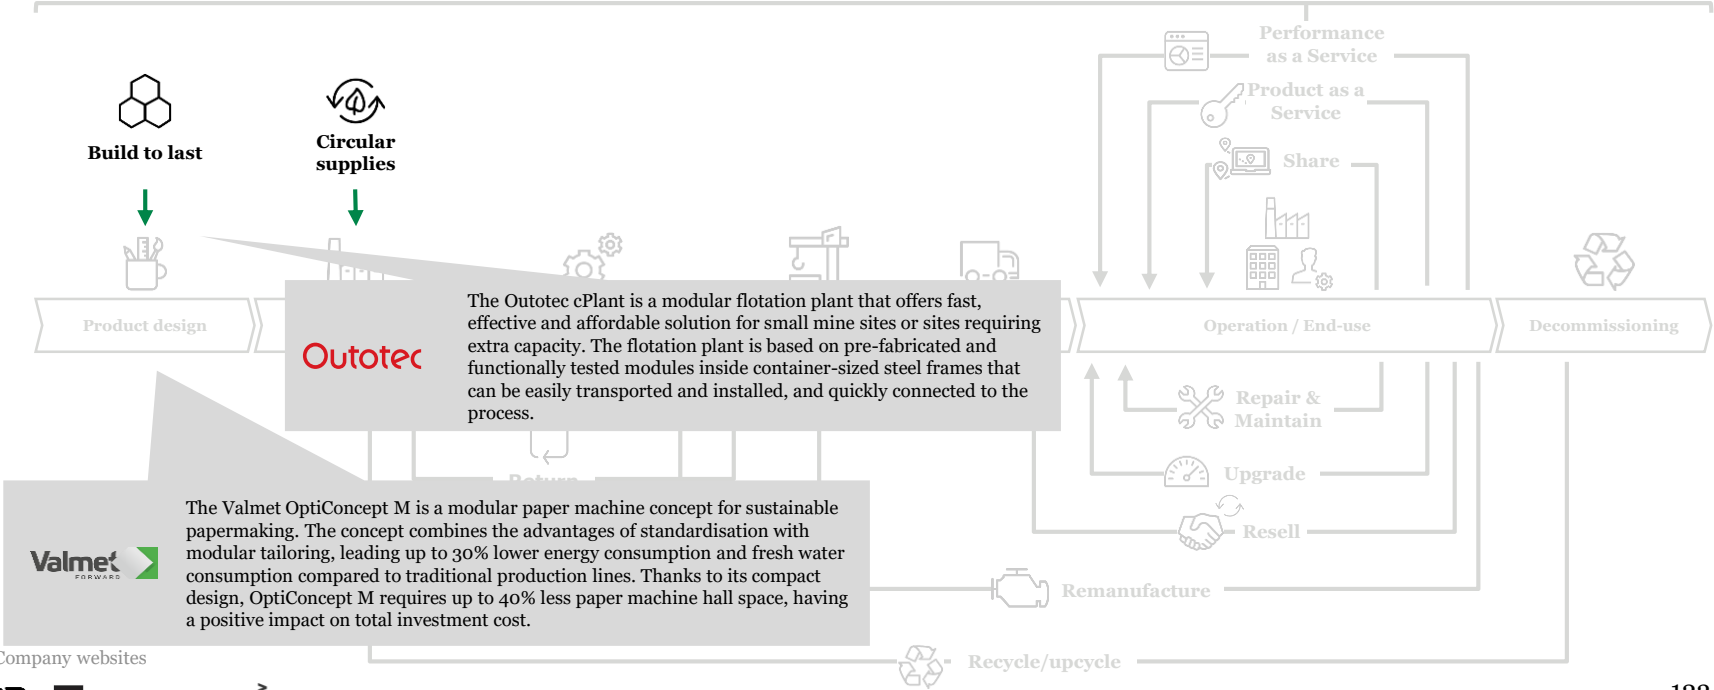 Performance
as a Service
Product as a
Service
Share
Build to last
Circular
supplies
Product design
Operation / End-use
Decommissioning
Outotec
The Outotec cPlant is a modular flotation plant that offers fast,
effective and affordable solution for small mine sites or sites requiring
extra capacity. The flotation plant is based on pre-fabricated and
functionally tested modules inside container-sized steel frames that
can be easily transported and installed, and quickly connected to the
process.
Repair &
Maintain
Upgrade
Resell
Remanufacture
Recycle/upcycle
Return
Valmet
FORWARD
The Valmet OptiConcept M is a modular paper machine concept for sustainable
papermaking. The concept combines the advantages of standardisation with
modular tailoring, leading up to 30% lower energy consumption and fresh water
consumption compared to traditional production lines. Thanks to its compact
design, OptiConcept M requires up to 40% less paper machine hall space, having
a positive impact on total investment cost.
Company websites